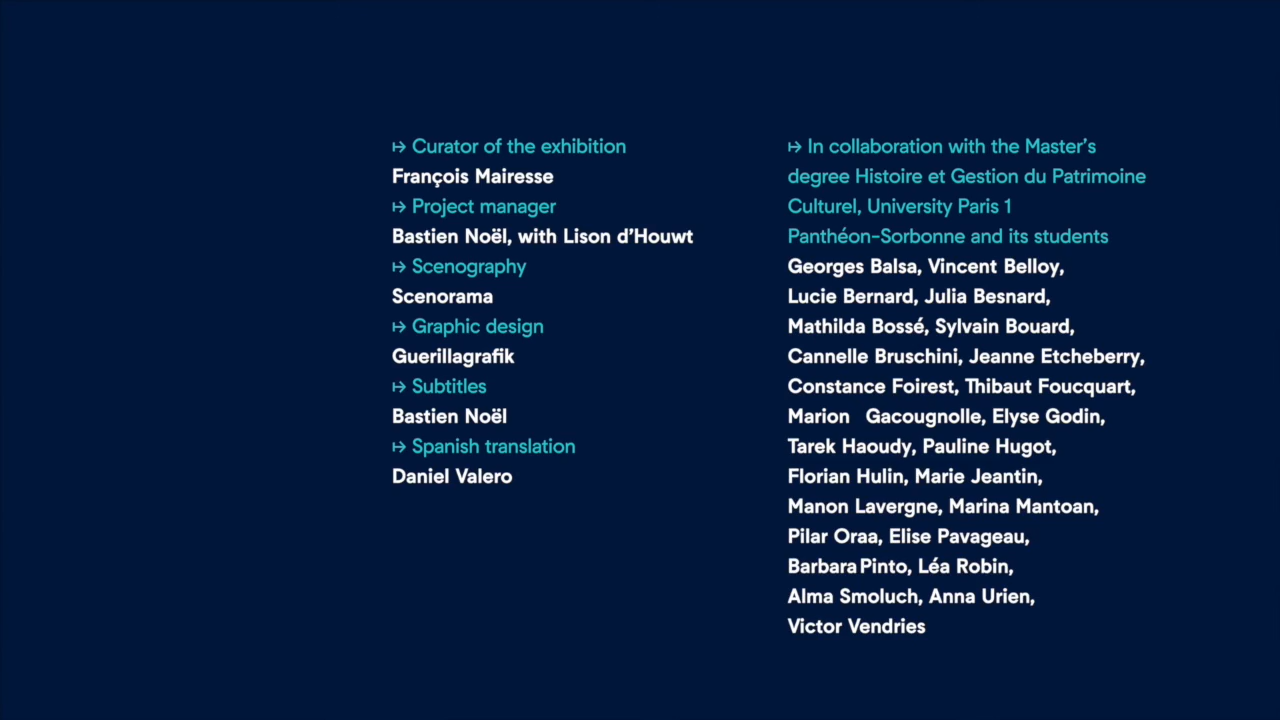 ↦ Curator of the exhibition
François Mairesse
↦ Project manager
Bastien Noël, with Lison d’Houwt
↦ Scenography
Scenorama
↦ Graphic design
Guerillagrafik
↦ Subtitles
Bastien Noël
↦ Spanish translation
Daniel Valero
↦ In collaboration with the Master’s
degree Histoire et Gestion du Patrimoine
Culturel, University Paris 1
Panthéon-Sorbonne and its students
Georges Balsa, Vincent Belloy,
Lucie Bernard, Julia Besnard,
Mathilda Bossé, Sylvain Bouard,
Cannelle Bruschini, Jeanne Etcheberry,
Constance Foirest, Thibaut Foucquart,
Marion Gacougnolle, Elyse Godin,
Tarek Haoudy, Pauline Hugot,
Florian Hulin, Marie Jeantin,
Manon Lavergne, Marina Mantoan,
Pilar Oraa, Elise Pavageau,
Barbara Pinto, Léa Robin,
Alma Smoluch, Anna Urien,
Victor Vendries